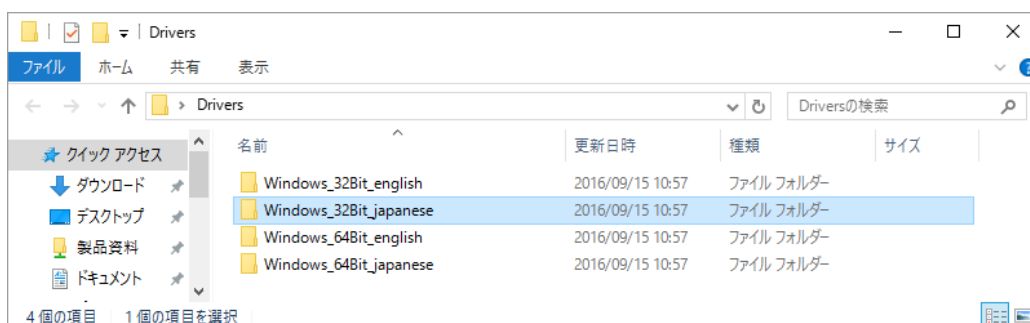 Drivers
ファイル ホーム 共有 表示
Drivers Driversの検索
名前 更新日時 種類 サイズ
クイック アクセス
ダウンロード
デスクトップ
製品資料
ドキュメント
Windows_32Bit_english 2016/09/15 10:57 ファイル フォルダー
Windows_32Bit_japanese 2016/09/15 10:57 ファイル フォルダー
Windows_64Bit_english 2016/09/15 10:57 ファイル フォルダー
Windows_64Bit_japanese 2016/09/15 10:57 ファイル フォルダー
4 個の項目 1 個の項目を選択